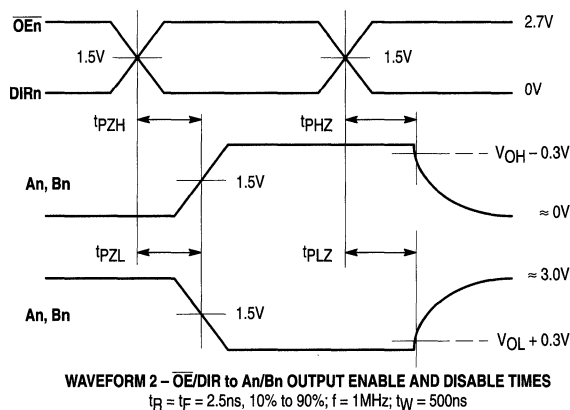 O̅E̅n 2.7V
1.5V 1.5V
DIRn 0V
tPZH tPHZ
VOH – 0.3V
An, Bn 1.5V
≈ 0V
tPZL tPLZ
≈ 3.0V
An, Bn 1.5V
VOL + 0.3V
WAVEFORM 2 – O̅E̅/DIR to An/Bn OUTPUT ENABLE AND DISABLE TIMES
tR = tF = 2.5ns, 10% to 90%; f = 1MHz; tW = 500ns